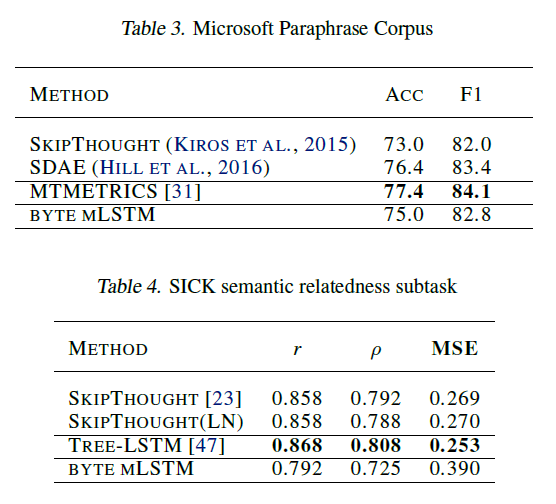 Table 3. Microsoft Paraphrase Corpus
METHOD ACC F1
SKIPTHOUGHT (KIROS ET AL., 2015) 73.0 82.0
SDAE (HILL ET AL., 2016) 76.4 83.4
MTMETRICS [31] 77.4 84.1
BYTE MLSTM 75.0 82.8
Table 4. SICK semantic relatedness subtask
METHOD r ρ MSE
SKIPTHOUGHT [23] 0.858 0.792 0.269
SKIPTHOUGHT(LN) 0.858 0.788 0.270
TREE-LSTM [47] 0.868 0.808 0.253
BYTE MLSTM 0.792 0.725 0.390